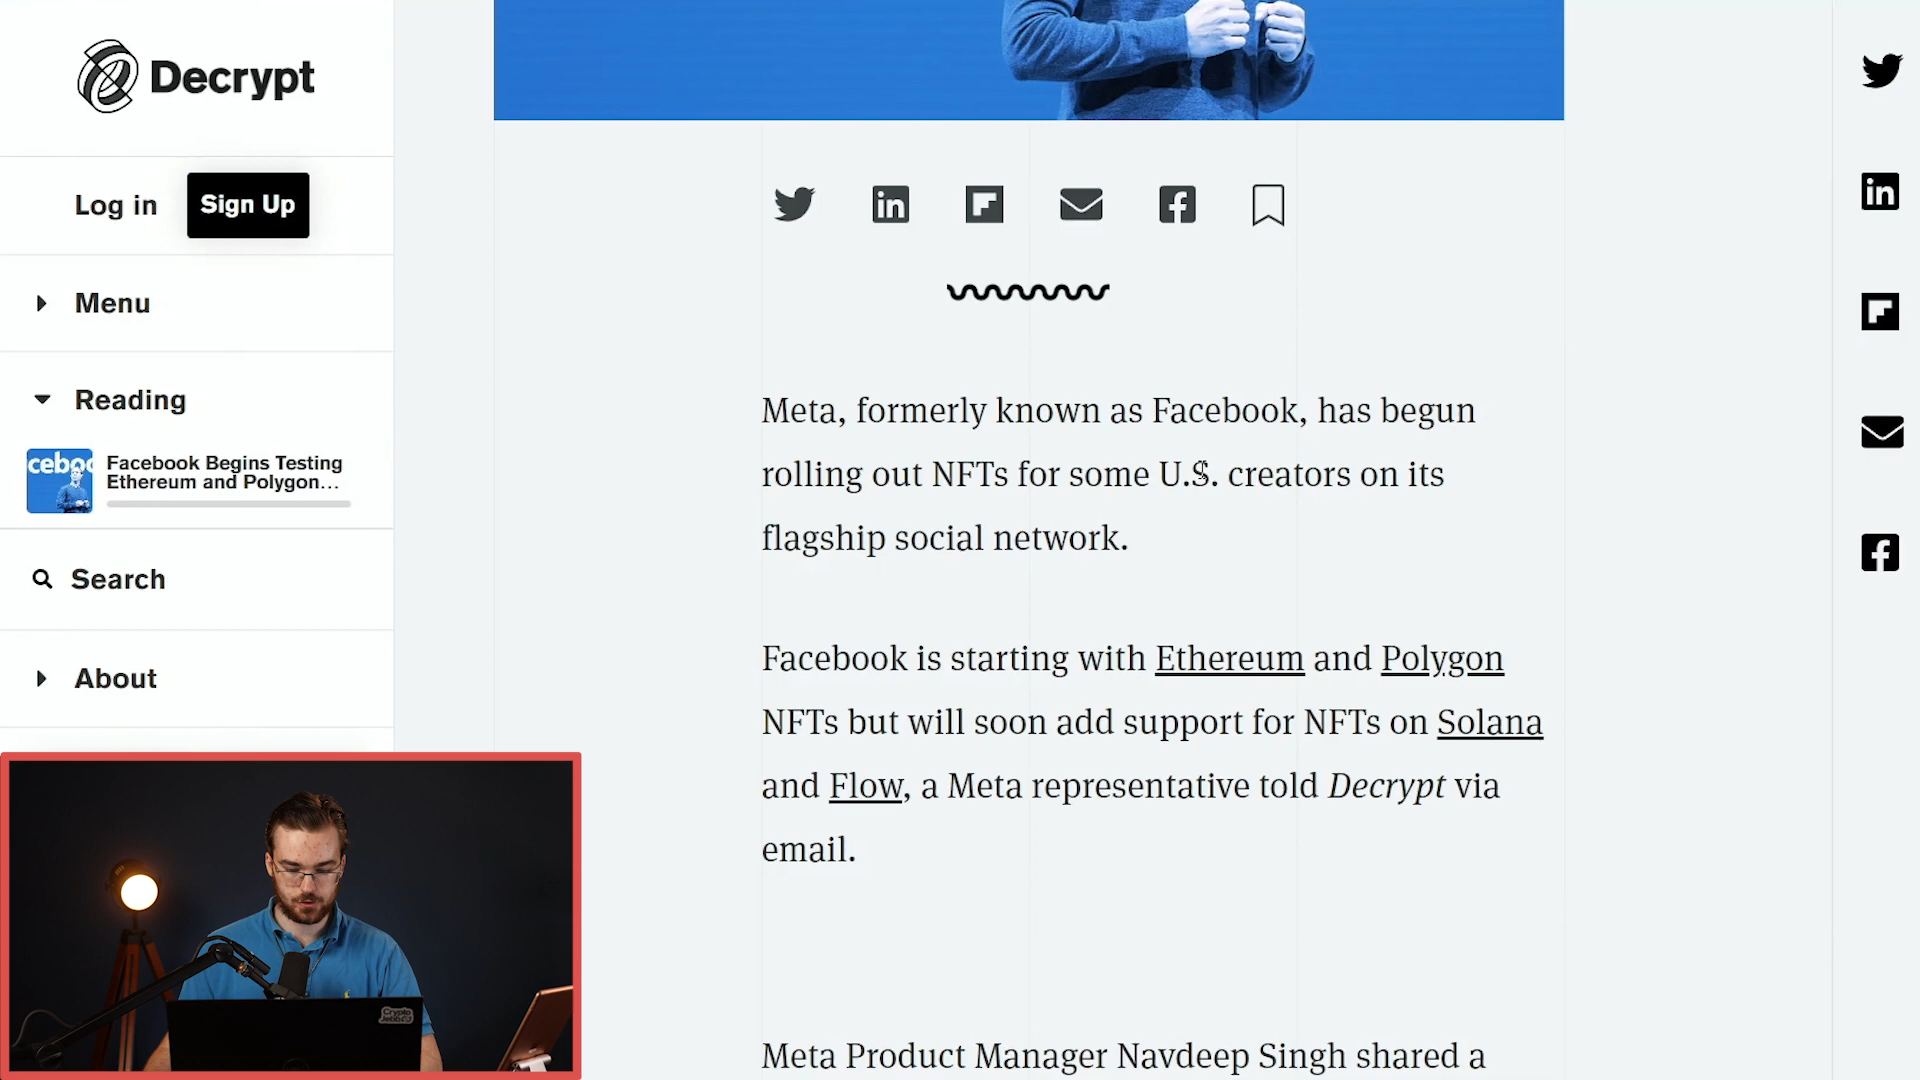 Decrypt
Log in
Sign Up
Menu
Reading
cebo
Facebook Begins Testing
Ethereum and Polygon...
Search
About
Meta, formerly known as Facebook, has begun
rolling out NFTs for some U.S. creators on its
flagship social network.
Facebook is starting with Ethereum and Polygon
NFTs but will soon add support for NFTs on Solana
and Flow, a Meta representative told Decrypt via
email.
Meta Product Manager Navdeep Singh shared a
Crypto